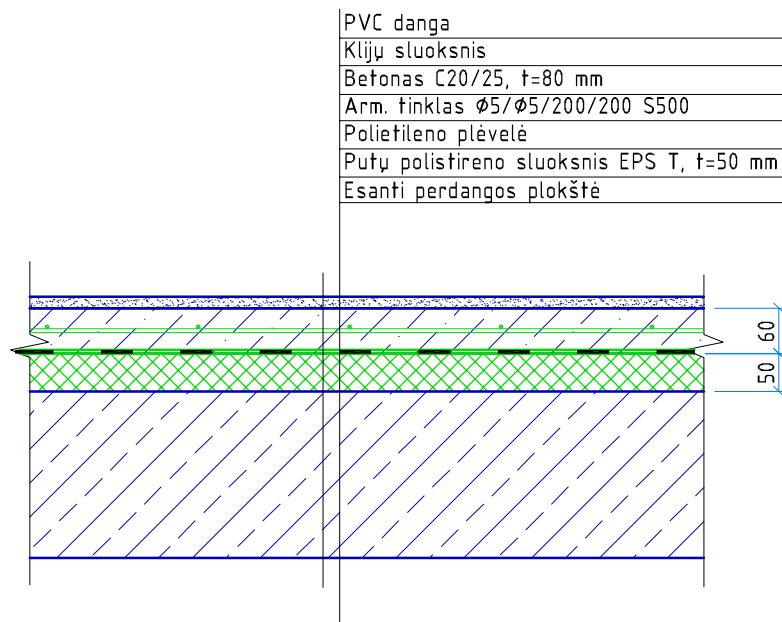 PVC danga
Klijų sluoksnis
Betonas C20/25, t=80 mm
Arm. tinklas Ø5/Ø5/200/200 S500
Polietileno plėvelė
Putų polistireno sluoksnis EPS T, t=50 mm
Esanti perdangos plokštė
60
50